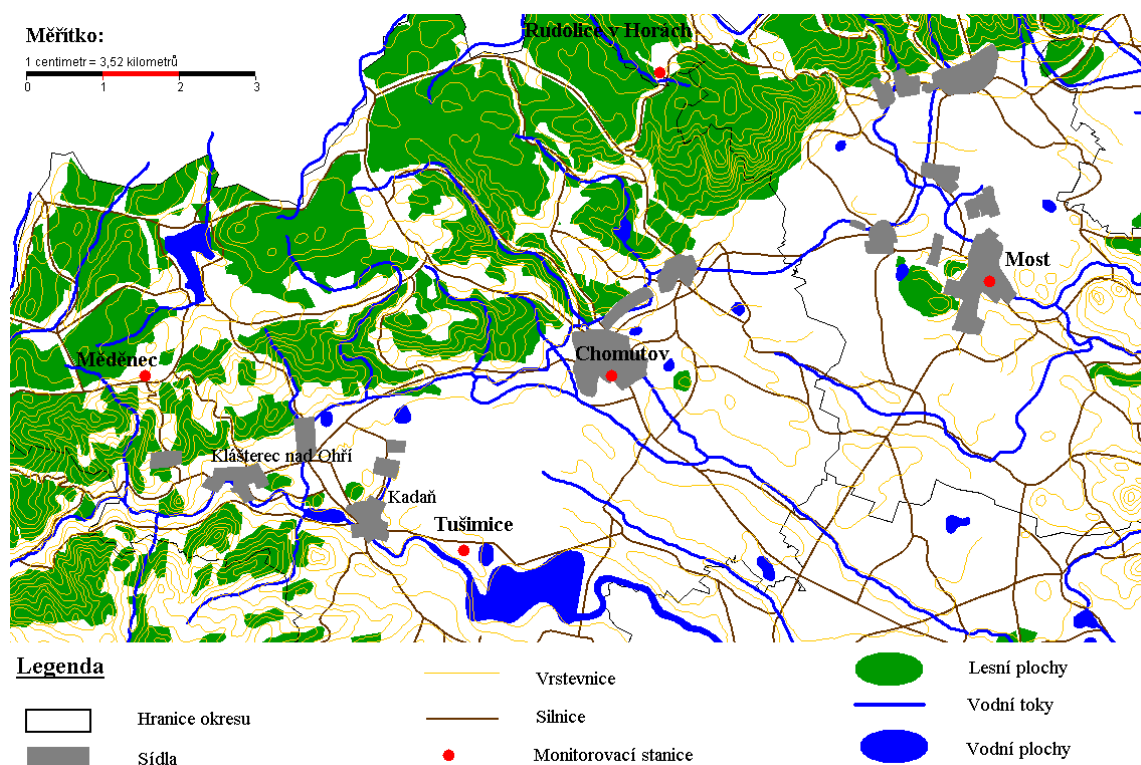 Měřítko:
1 centimetr = 3,52 kilometrů
0 1 2 3
Rudolice v Horách
Most
Měděnec
Chomutov
Klášterec nad Ohří
Kadaň
Tušimice
Legenda
Hranice okresu
Sídla
Vrstevnice
Silnice
Monitorovací stanice
Lesní plochy
Vodní toky
Vodní plochy